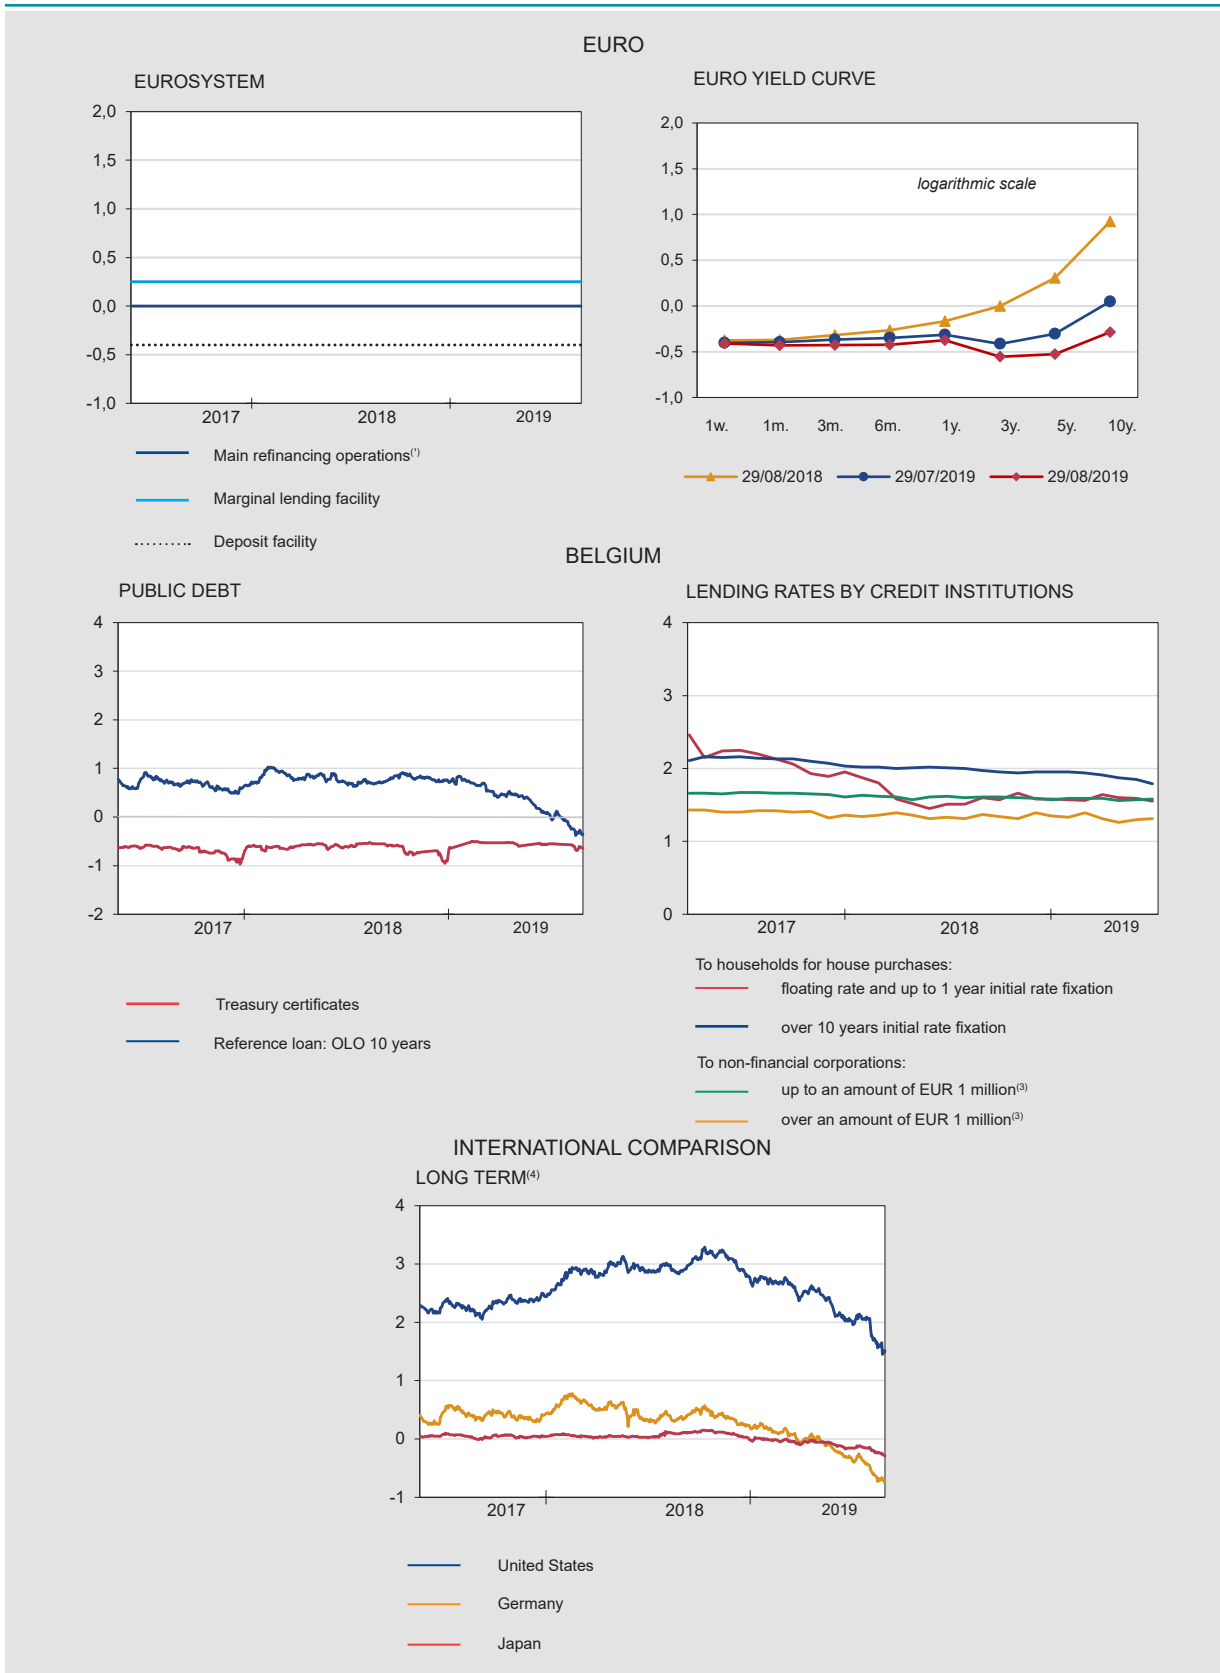 EURO
EUROSYSTEM
2,0
1,5
1,0
0,5
0,0
-0,5
-1,0
2017 2018 2019
Main refinancing operations(¹)
Marginal lending facility
Deposit facility
EURO YIELD CURVE
2,0
1,5
1,0
0,5
0,0
-0,5
-1,0
logarithmic scale
1w. 1m. 3m. 6m. 1y. 3y. 5y. 10y.
29/08/2018 29/07/2019 29/08/2019
BELGIUM
PUBLIC DEBT
4
3
2
1
0
-1
-2
2017 2018 2019
Treasury certificates
Reference loan: OLO 10 years
LENDING RATES BY CREDIT INSTITUTIONS
4
3
2
1
0
2017 2018 2019
To households for house purchases:
floating rate and up to 1 year initial rate fixation
over 10 years initial rate fixation
To non-financial corporations:
up to an amount of EUR 1 million(3)
over an amount of EUR 1 million(3)
INTERNATIONAL COMPARISON
LONG TERM(4)
4
3
2
1
0
-1
2017 2018 2019
United States
Germany
Japan